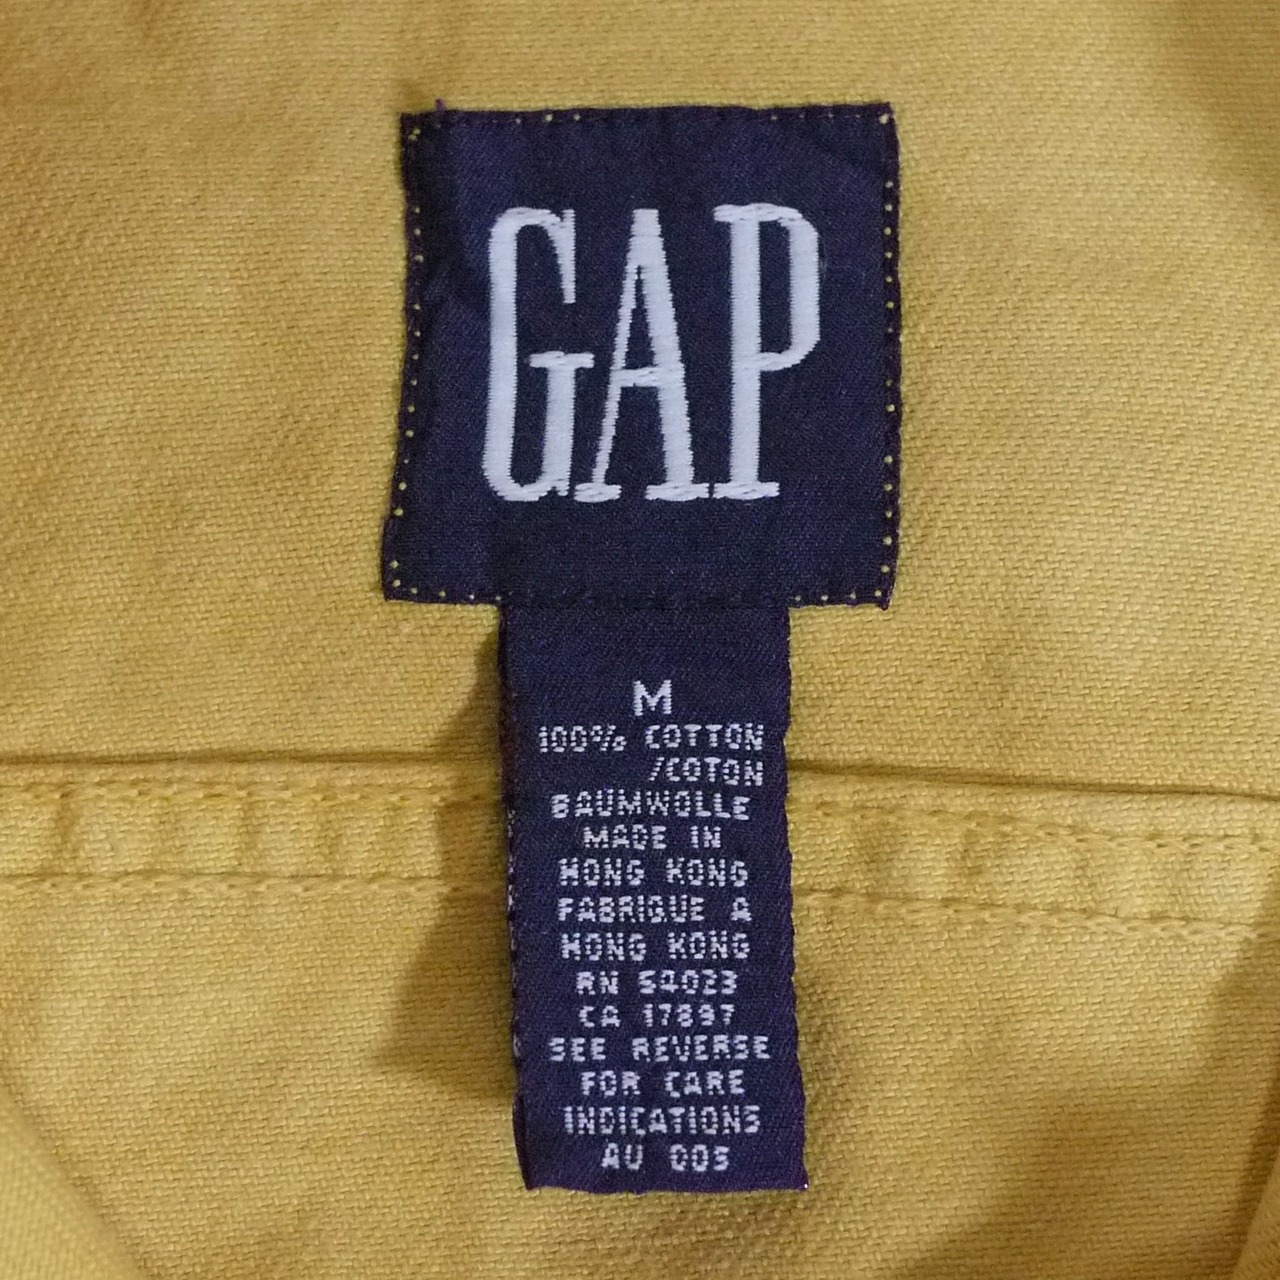 GAP
M
100% COTTON
/COTON
BAUMWOLLE
MADE IN
HONG KONG
FABRIQUE A
HONG KONG
RN 54023
CA 17897
SEE REVERSE
FOR CARE
INDICATIONS
AU 003